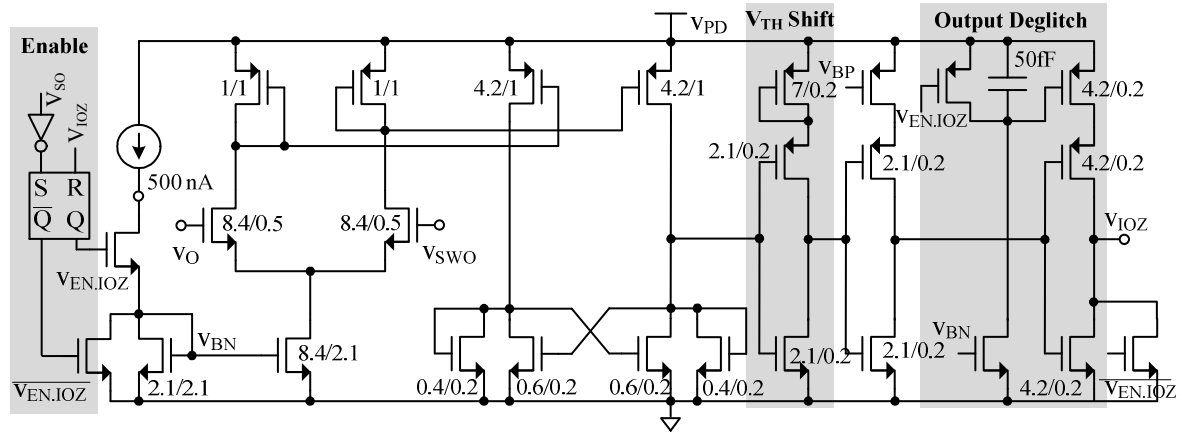 Enable
V_TH Shift
Output Deglitch
v_PD
v_SO
V_IOZ
S R
Q̅ Q
500 nA
v_EN.IOZ
v̅_EN.IOZ
2.1/2.1
v_BN
1/1
1/1
4.2/1
4.2/1
8.4/0.5
8.4/0.5
v_O
v_SWO
8.4/2.1
0.4/0.2
0.6/0.2
0.6/0.2
0.4/0.2
7/0.2
2.1/0.2
2.1/0.2
v_BP
2.1/0.2
2.1/0.2
v_EN.IOZ
50fF
4.2/0.2
4.2/0.2
v_BN
4.2/0.2
v_IOZ
v̅_EN.IOZ